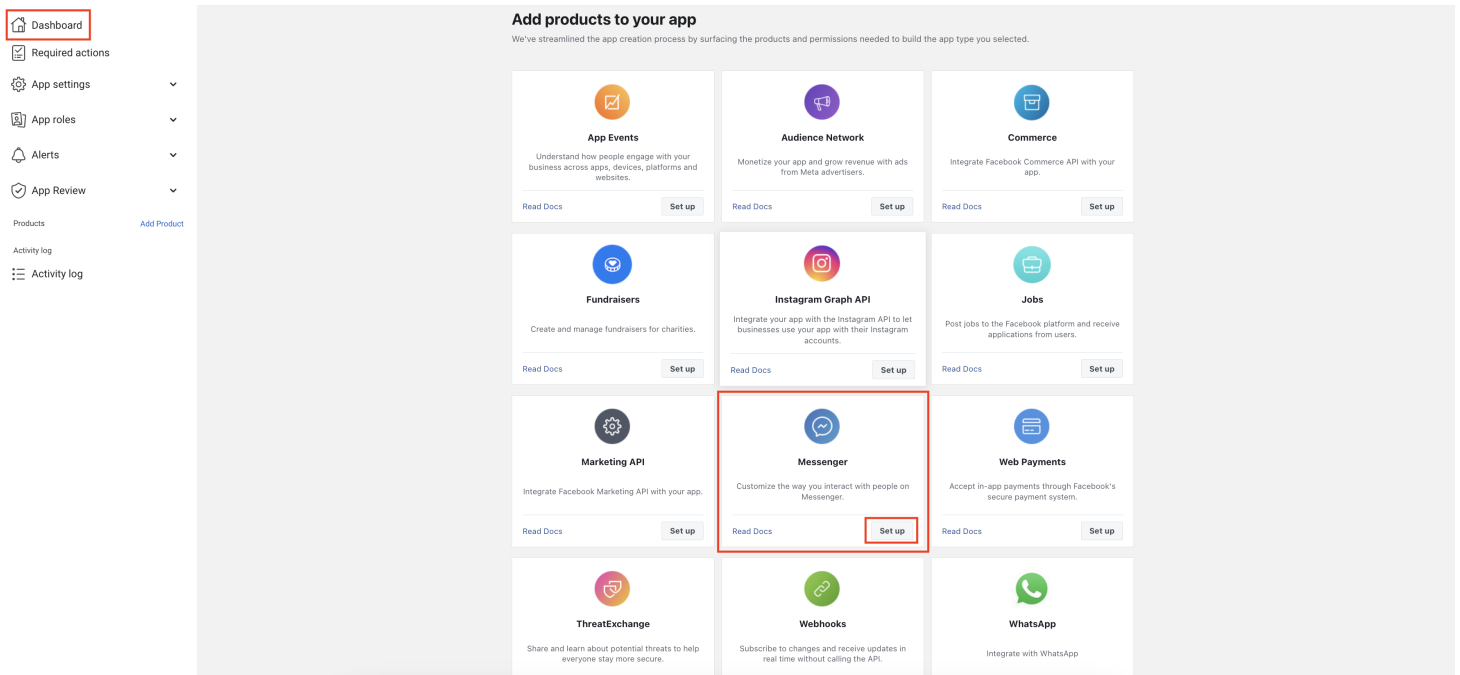 Dashboard
Required actions
App settings
App roles
Alerts
App Review
Products
Add Product
Activity log
Activity log
Add products to your app
We've streamlined the app creation process by surfacing the products and permissions needed to build the app type you selected.
App Events
Understand how people engage with your
business across apps, devices, platforms and
websites.
Read Docs
Set up
Audience Network
Monetize your app and grow revenue with ads
from Meta advertisers.
Read Docs
Set up
Commerce
Integrate Facebook Commerce API with your
app.
Read Docs
Set up
Fundraisers
Create and manage fundraisers for charities.
Read Docs
Set up
Instagram Graph API
Integrate your app with the Instagram API to let
businesses use your app with their Instagram
accounts.
Read Docs
Set up
Jobs
Post jobs to the Facebook platform and receive
applications from users.
Read Docs
Set up
Marketing API
Integrate Facebook Marketing API with your app.
Read Docs
Set up
Messenger
Customize the way you interact with people on
Messenger.
Read Docs
Set up
Web Payments
Accept in-app payments through Facebook's
secure payment system.
Read Docs
Set up
ThreatExchange
Share and learn about potential threats to help
everyone stay more secure.
Webhooks
Subscribe to changes and receive updates in
real time without calling the API.
WhatsApp
Integrate with WhatsApp